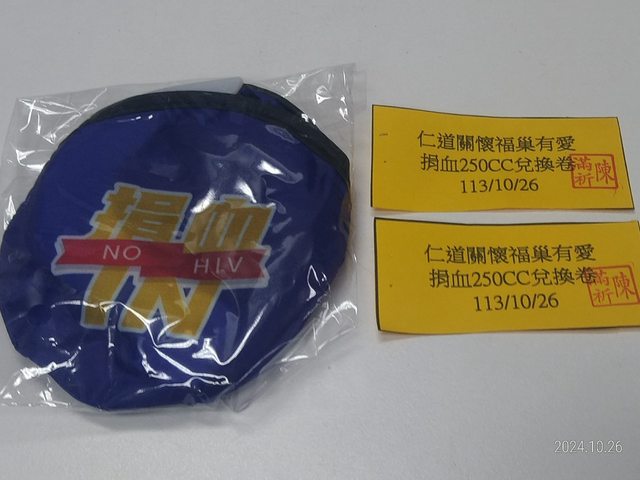 捐血
NO HIV
仁道關懷福巢有愛
捐血250CC兌換卷
113/10/26
陳滿祈
仁道關懷福巢有愛
捐血250CC兌換卷
113/10/26
陳滿祈
2024.10.26